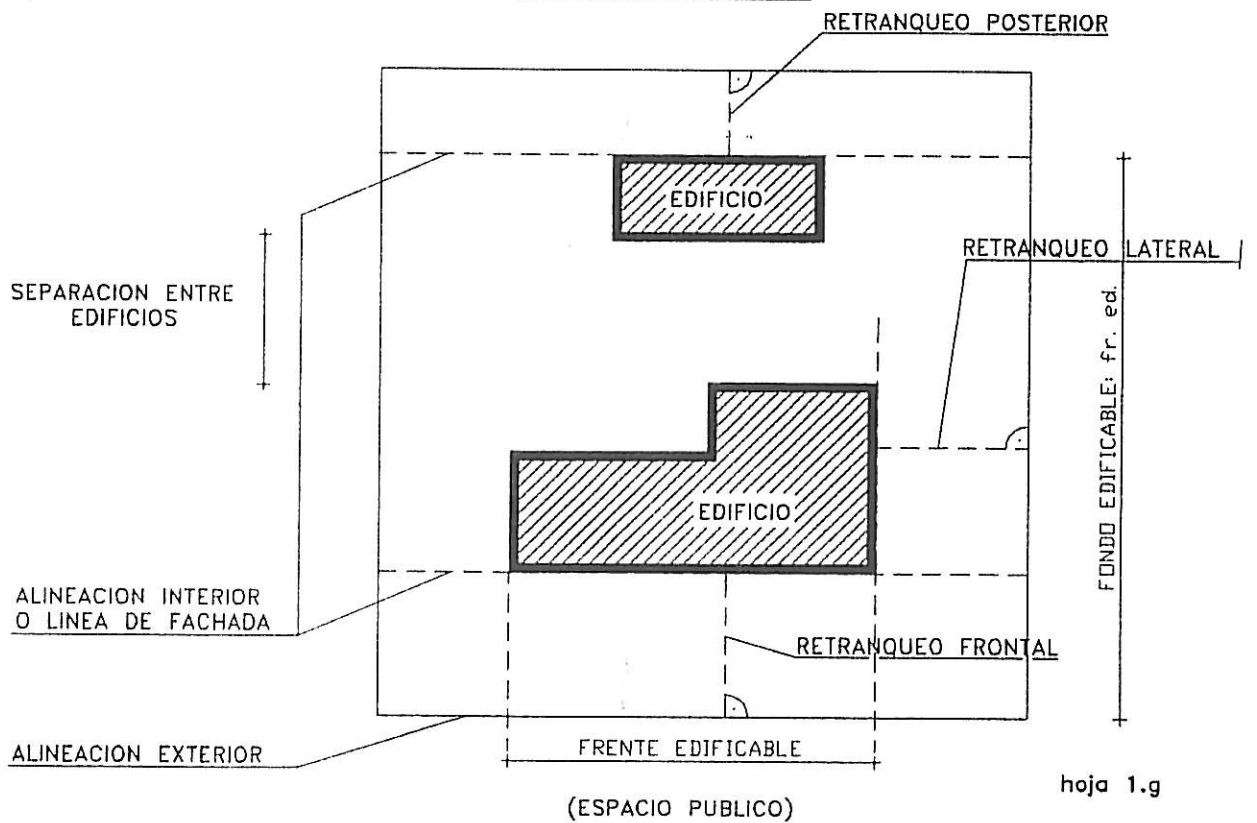 RETRANQUEO POSTERIOR
EDIFICIO
RETRANQUEO LATERAL
SEPARACION ENTRE
EDIFICIOS
FONDO EDIFICABLE: fr. ed.
EDIFICIO
ALINEACION INTERIOR
O LINEA DE FACHADA
RETRANQUEO FRONTAL
ALINEACION EXTERIOR
FRENTE EDIFICABLE
hoja 1.g
(ESPACIO PUBLICO)